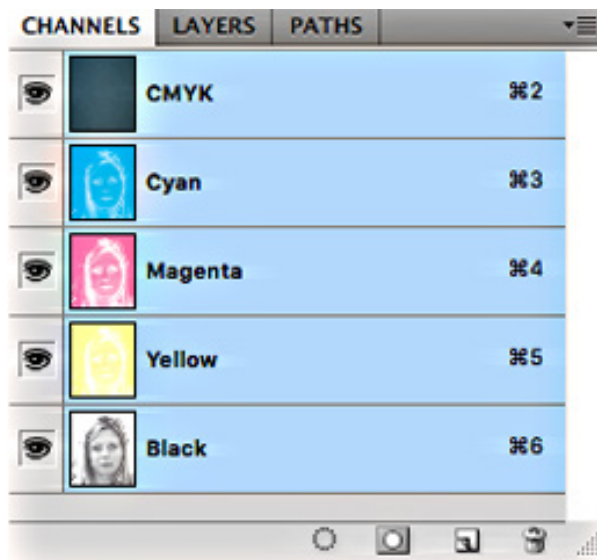 CHANNELS LAYERS PATHS
CMYK ⌘2
Cyan ⌘3
Magenta ⌘4
Yellow ⌘5
Black ⌘6